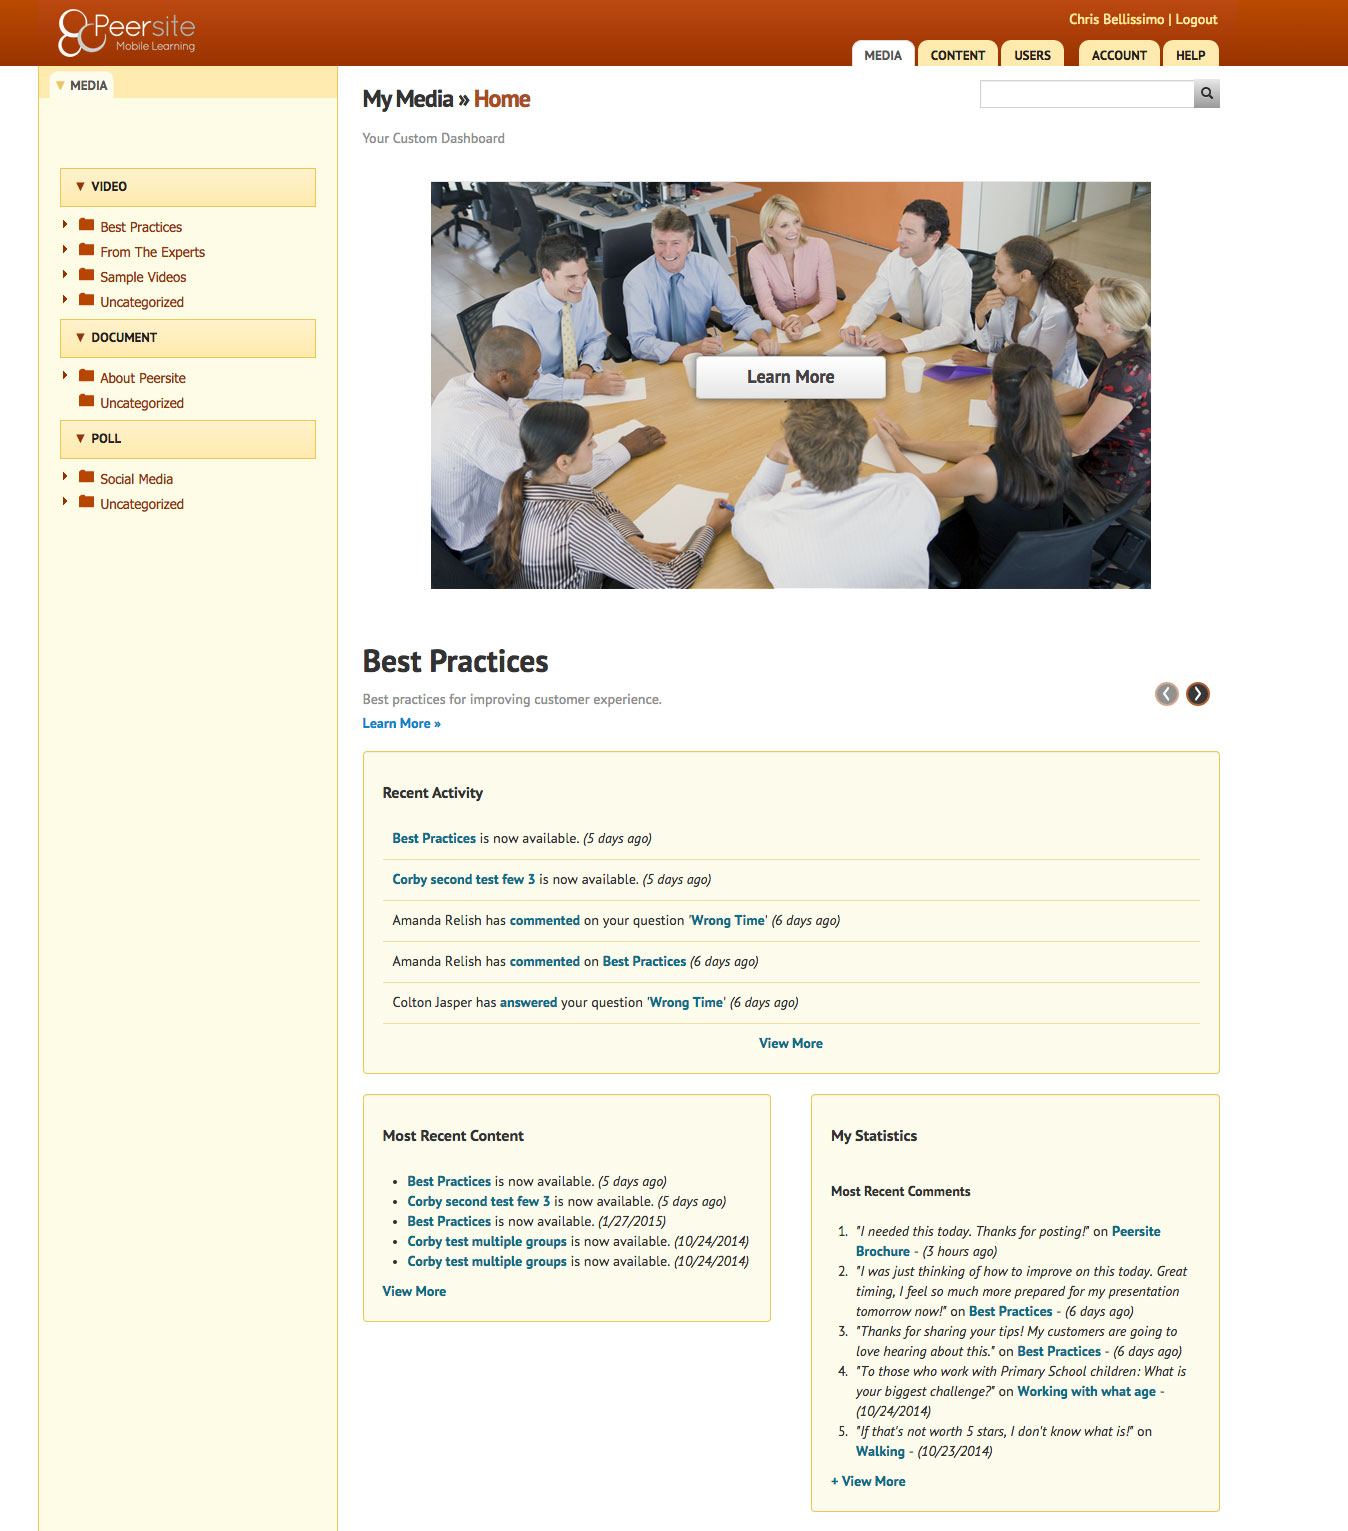 Peersite
Mobile Learning
Chris Bellissimo | Logout
MEDIA
CONTENT
USERS
ACCOUNT
HELP
▼ MEDIA
▼ VIDEO
Best Practices
From The Experts
Sample Videos
Uncategorized
▼ DOCUMENT
About Peersite
Uncategorized
▼ POLL
Social Media
Uncategorized
My Media » Home
Your Custom Dashboard
Learn More
Best Practices
Best practices for improving customer experience.
Learn More »
Recent Activity
Best Practices is now available. (5 days ago)
Corby second test few 3 is now available. (5 days ago)
Amanda Relish has commented on your question 'Wrong Time' (6 days ago)
Amanda Relish has commented on Best Practices (6 days ago)
Colton Jasper has answered your question 'Wrong Time' (6 days ago)
View More
Most Recent Content
• Best Practices is now available. (5 days ago)
• Corby second test few 3 is now available. (5 days ago)
• Best Practices is now available. (1/27/2015)
• Corby test multiple groups is now available. (10/24/2014)
• Corby test multiple groups is now available. (10/24/2014)
View More
My Statistics
Most Recent Comments
1. "I needed this today. Thanks for posting!" on Peersite
Brochure - (3 hours ago)
2. "I was just thinking of how to improve on this today. Great
timing, I feel so much more prepared for my presentation
tomorrow now!" on Best Practices - (6 days ago)
3. "Thanks for sharing your tips! My customers are going to
love hearing about this." on Best Practices - (6 days ago)
4. "To those who work with Primary School children: What is
your biggest challenge?" on Working with what age -
(10/24/2014)
5. "If that's not worth 5 stars, I don't know what is!" on
Walking - (10/23/2014)
+ View More